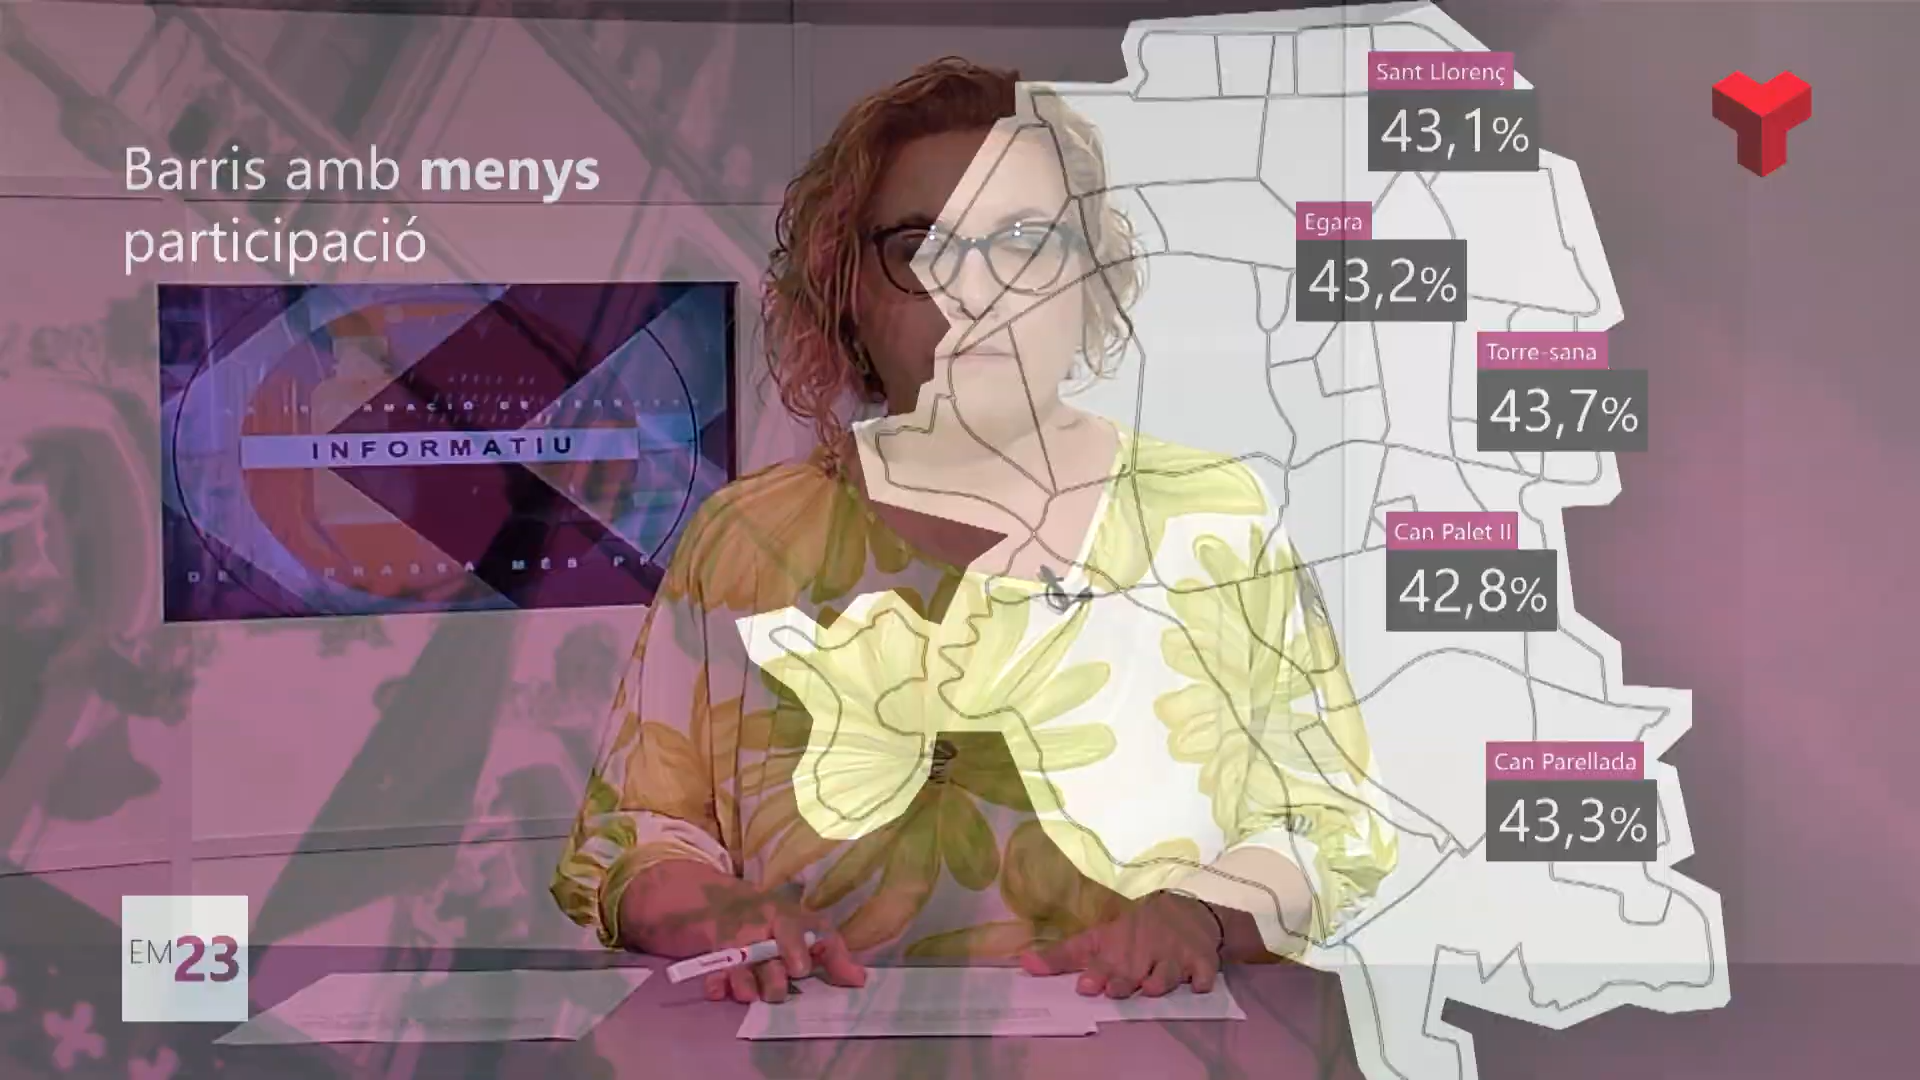 Barris amb menys
participació
Sant Llorenç
43,1%
Egara
43,2%
Torre-sana
43,7%
Can Palet II
42,8%
Can Parellada
43,3%
INFORMATIU
MÉS
EM23